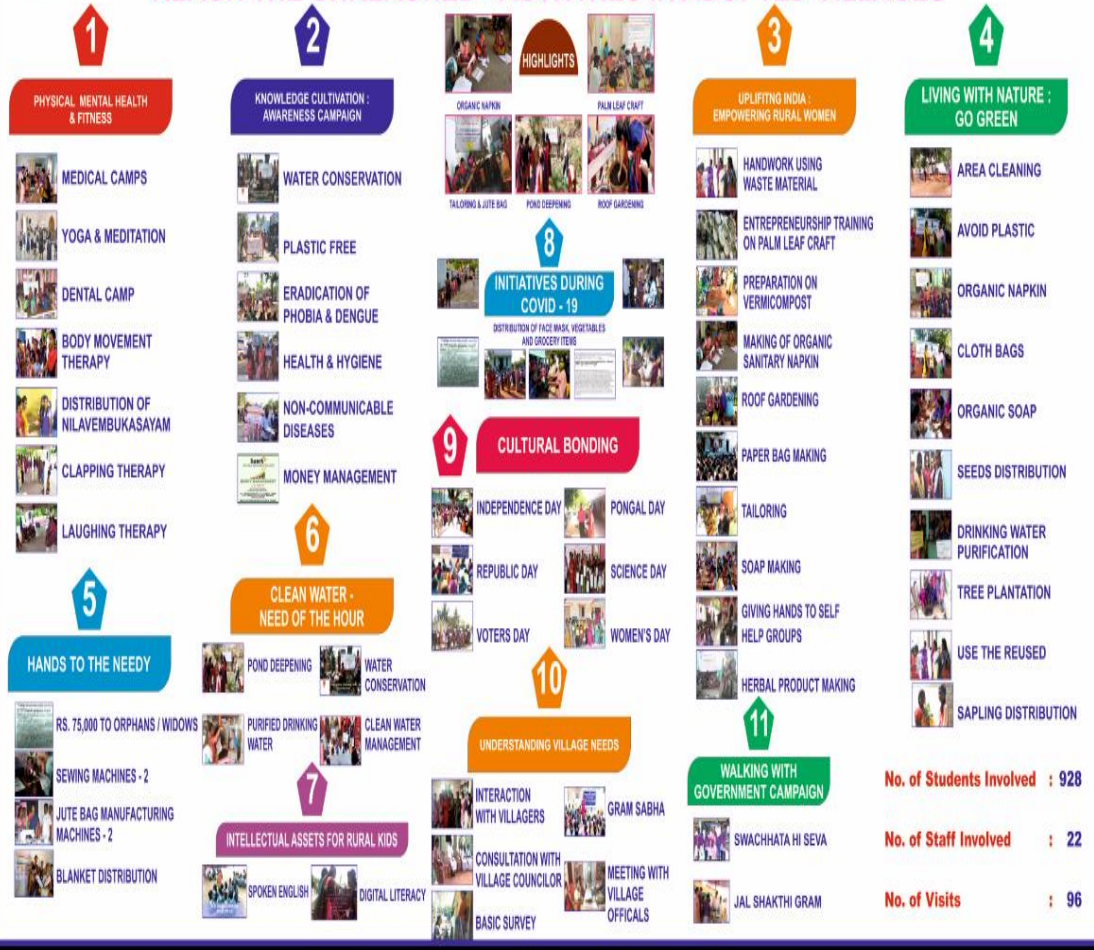 1
PHYSICAL MENTAL HEALTH
& FITNESS
MEDICAL CAMPS
YOGA & MEDITATION
DENTAL CAMP
BODY MOVEMENT
THERAPY
DISTRIBUTION OF
NILAVEMBUKASAYAM
CLAPPING THERAPY
LAUGHING THERAPY
2
KNOWLEDGE CULTIVATION :
AWARENESS CAMPAIGN
WATER CONSERVATION
PLASTIC FREE
ERADICATION OF
PHOBIA & DENGUE
HEALTH & HYGIENE
NON-COMMUNICABLE
DISEASES
MONEY MANAGEMENT
HIGHLIGHTS
ORGANIC NAPKIN
PALM LEAF CRAFT
TAILORING & JUTE BAG
POND DEEPENING
ROOF GARDENING
3
UPLIFITNG INDIA :
EMPOWERING RURAL WOMEN
HANDWORK USING
WASTE MATERIAL
ENTREPRENEURSHIP TRAINING
ON PALM LEAF CRAFT
PREPARATION ON
VERMICOMPOST
MAKING OF ORGANIC
SANITARY NAPKIN
ROOF GARDENING
PAPER BAG MAKING
TAILORING
SOAP MAKING
GIVING HANDS TO SELF
HELP GROUPS
HERBAL PRODUCT MAKING
4
LIVING WITH NATURE :
GO GREEN
AREA CLEANING
AVOID PLASTIC
ORGANIC NAPKIN
CLOTH BAGS
ORGANIC SOAP
SEEDS DISTRIBUTION
DRINKING WATER
PURIFICATION
TREE PLANTATION
USE THE REUSED
SAPLING DISTRIBUTION
5
HANDS TO THE NEEDY
RS. 75,000 TO ORPHANS / WIDOWS
SEWING MACHINES - 2
JUTE BAG MANUFACTURING
MACHINES - 2
BLANKET DISTRIBUTION
6
CLEAN WATER -
NEED OF THE HOUR
POND DEEPENING
WATER
CONSERVATION
PURIFIED DRINKING
WATER
CLEAN WATER
MANAGEMENT
7
INTELLECTUAL ASSETS FOR RURAL KIDS
SPOKEN ENGLISH
DIGITAL LITERACY
8
INITIATIVES DURING
COVID - 19
DISTRIBUTION OF FACE MASK, VEGETABLES
AND GROCERY ITEMS
9
CULTURAL BONDING
INDEPENDENCE DAY
PONGAL DAY
REPUBLIC DAY
SCIENCE DAY
VOTERS DAY
WOMEN'S DAY
10
UNDERSTANDING VILLAGE NEEDS
INTERACTION
WITH VILLAGERS
GRAM SABHA
CONSULTATION WITH
VILLAGE COUNCILOR
MEETING WITH
VILLAGE
OFFICALS
BASIC SURVEY
11
WALKING WITH
GOVERNMENT CAMPAIGN
SWACHHATA HI SEVA
JAL SHAKTHI GRAM
No. of Students Involved : 928
No. of Staff Involved : 22
No. of Visits : 96